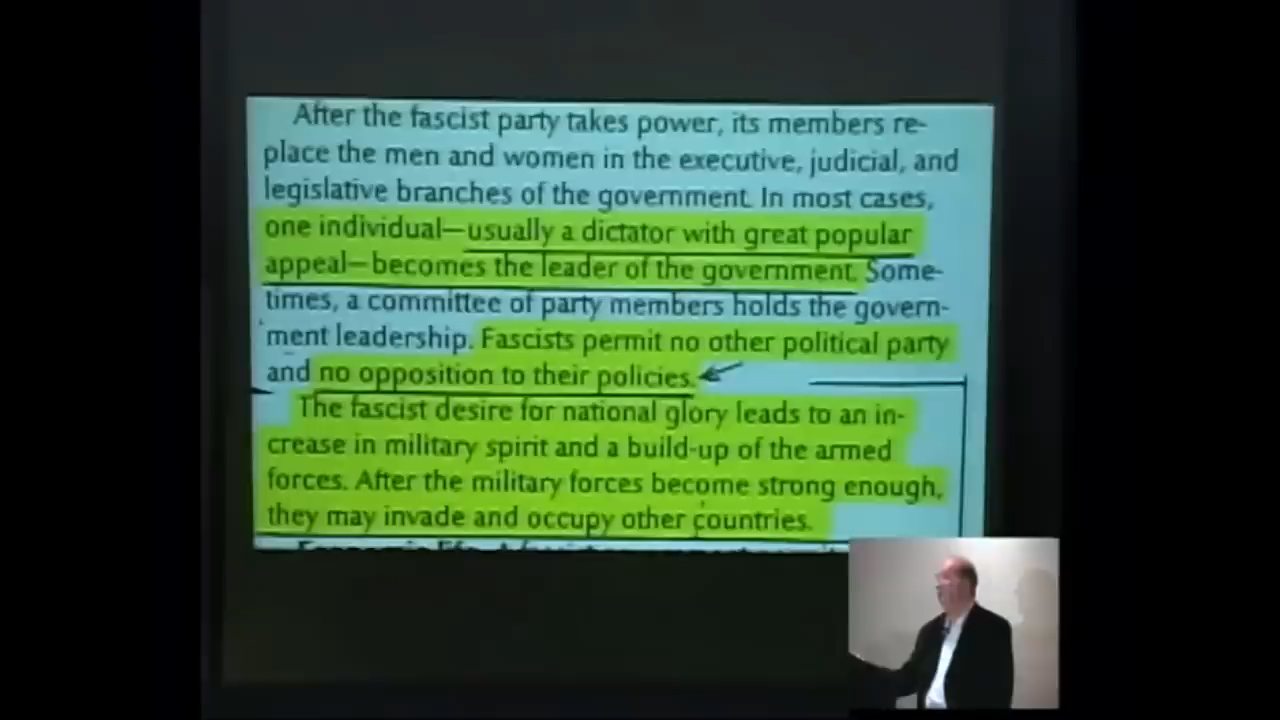 After the fascist party takes power, its members re-
place the men and women in the executive, judicial, and
legislative branches of the government. In most cases,
one individual—usually a dictator with great popular
appeal—becomes the leader of the government. Some-
times, a committee of party members holds the govern-
ment leadership. Fascists permit no other political party
and no opposition to their policies.
The fascist desire for national glory leads to an in-
crease in military spirit and a build-up of the armed
forces. After the military forces become strong enough,
they may invade and occupy other countries.